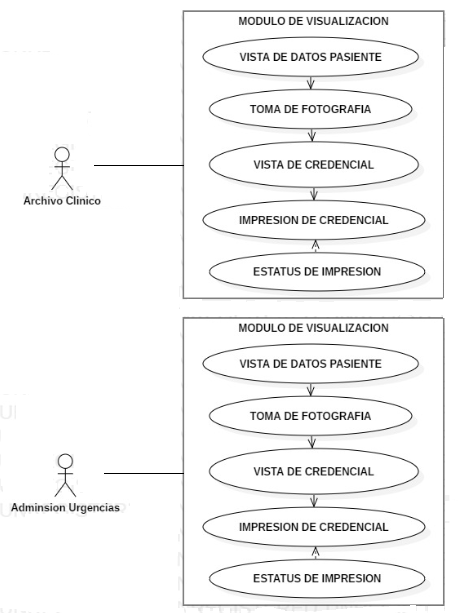 MODULO DE VISUALIZACION
VISTA DE DATOS PASIENTE
TOMA DE FOTOGRAFIA
VISTA DE CREDENCIAL
Archivo Clinico
IMPRESION DE CREDENCIAL
ESTATUS DE IMPRESION
MODULO DE VISUALIZACION
VISTA DE DATOS PASIENTE
TOMA DE FOTOGRAFIA
VISTA DE CREDENCIAL
Adminsion Urgencias
IMPRESION DE CREDENCIAL
ESTATUS DE IMPRESION